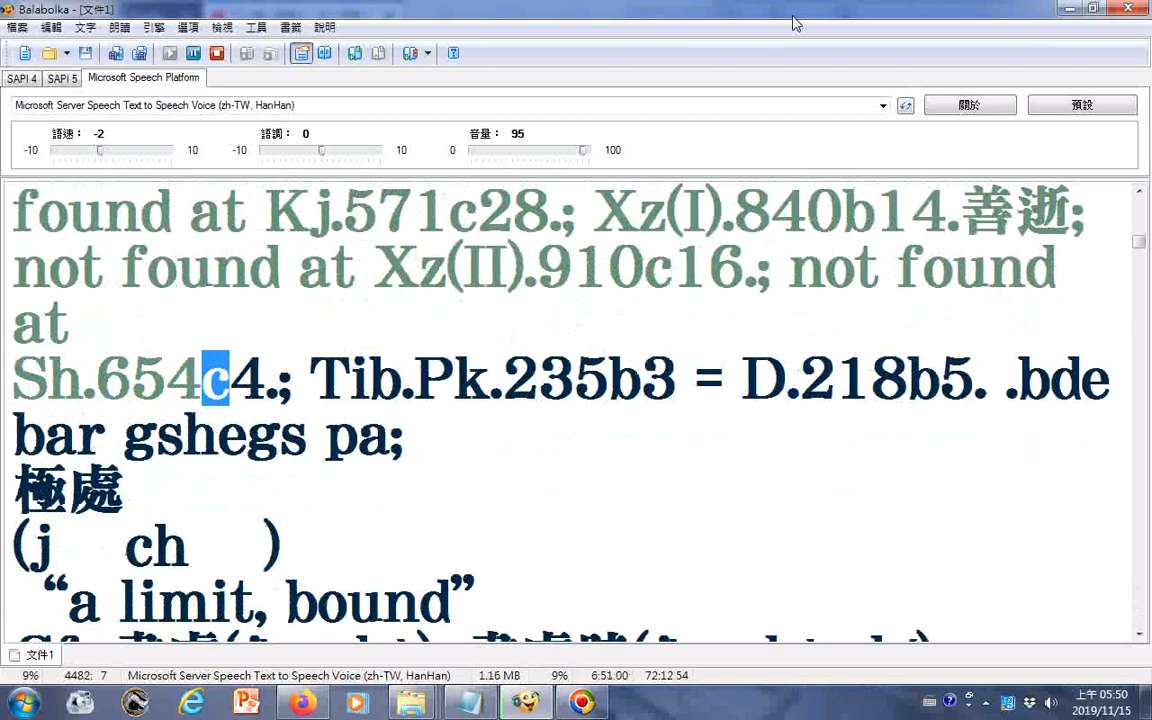 Balabolka - [文件1]
檔案 編輯 文字 朗讀 引擎 選項 檢視 工具 書籤 說明
SAPI 4 SAPI 5 Microsoft Speech Platform
Microsoft Server Speech Text to Speech Voice (zh-TW, HanHan) 關於 預設
語速： -2 語調： 0 音量： 95
-10 10 -10 10 0 100
found at Kj.571c28.; Xz(I).840b14.善逝;
not found at Xz(II).910c16.; not found
at
Sh.654c4.; Tib.Pk.235b3 = D.218b5. .bde
bar gshegs pa;
極處
(j ch )
“a limit, bound”
文件1
9% 4482: 7 Microsoft Server Speech Text to Speech Voice (zh-TW, HanHan) 1.16 MB 9% 6:51:00 72:12 54
上午 05:50
2019/11/15